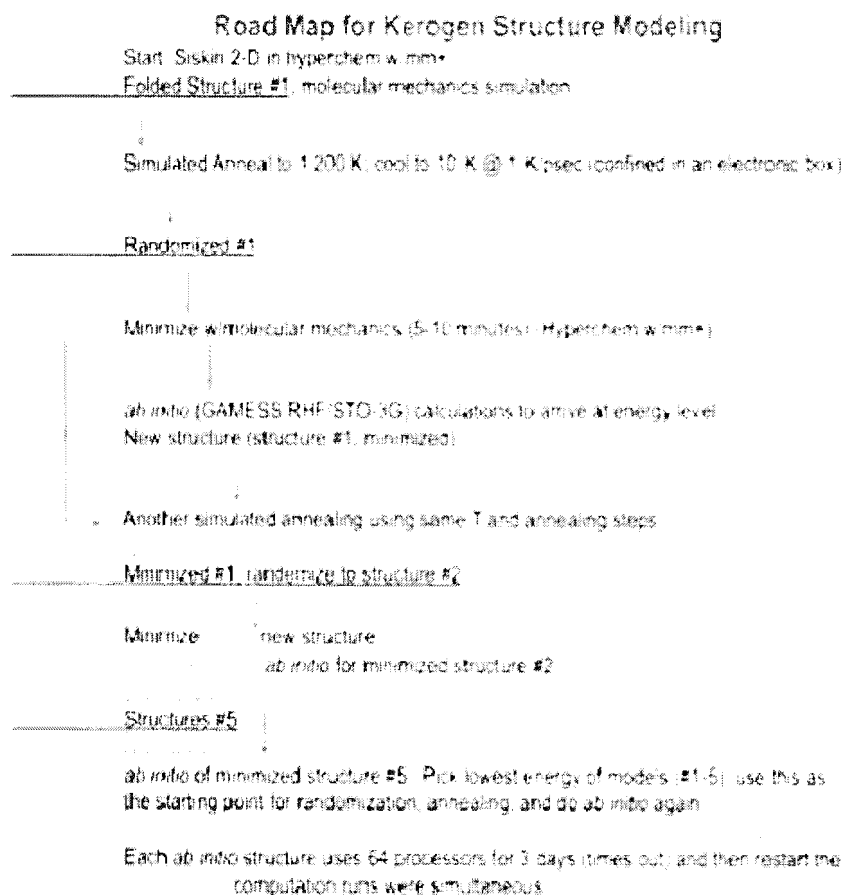 Road Map for Kerogen Structure Modeling
Start Siskin 2-D in hyperchem w mm+
Folded Structure #1, molecular mechanics simulation
Simulated Anneal to 1200 K, cool to 10 K @ 1 K/psec (confined in an electronic box)
Randomized #1
Minimize w/molecular mechanics (5-10 minutes) Hyperchem w mm+)
ab initio (GAMESS RHF/STO-3G) calculations to arrive at energy level
New structure (structure #1, minimized)
Another simulated annealing using same T and annealing steps
Minimized #1, randomize to structure #2
Minimize new structure
ab initio for minimized structure #2
Structures #5
ab initio of minimized structure #5 Pick lowest energy of models (#1-5), use this as
the starting point for randomization, annealing, and do ab initio again
Each ab initio structure uses 64 processors for 3 days (times out) and then restart the
computation runs were simultaneous